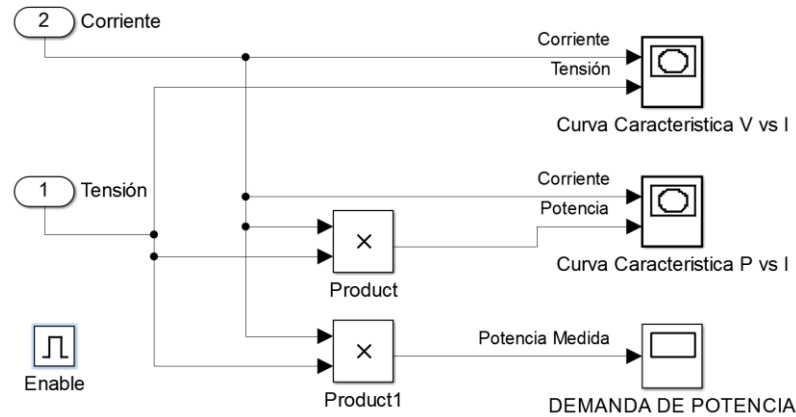 2
Corriente
Corriente
Tensión
Curva Caracteristica V vs I
1
Tensión
Corriente
Potencia
×
Product
Curva Caracteristica P vs I
Enable
×
Product1
Potencia Medida
DEMANDA DE POTENCIA